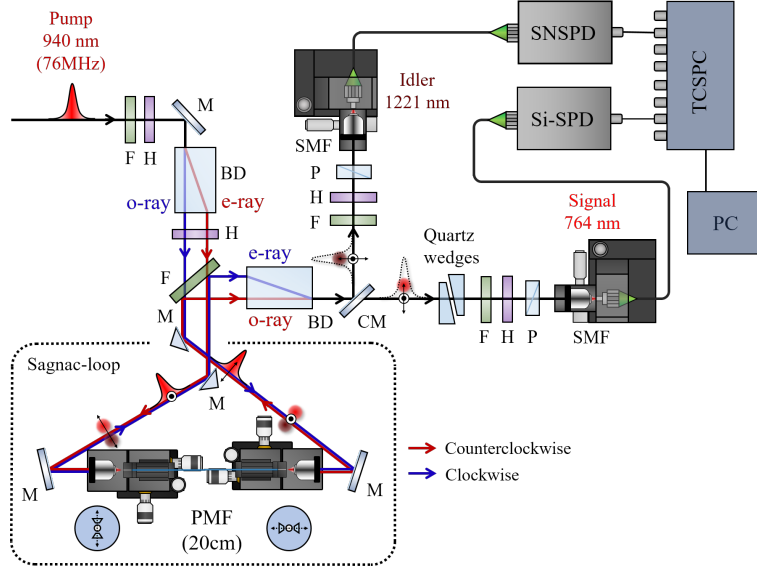 Pump
940 nm
(76MHz)
M
F
H
BD
o-ray
e-ray
H
F
M
e-ray
o-ray
BD
CM
Idler
1221 nm
SMF
P
H
F
SNSPD
Si-SPD
TCSPC
PC
Signal
764 nm
Quartz
wedges
F
H
P
SMF
Sagnac-loop
M
M
M
PMF
(20cm)
Counterclockwise
Clockwise